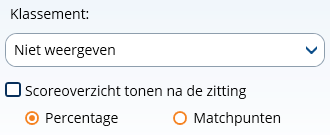 Klassement:
Niet weergeven
Scoreoverzicht tonen na de zitting
Percentage Matchpunten